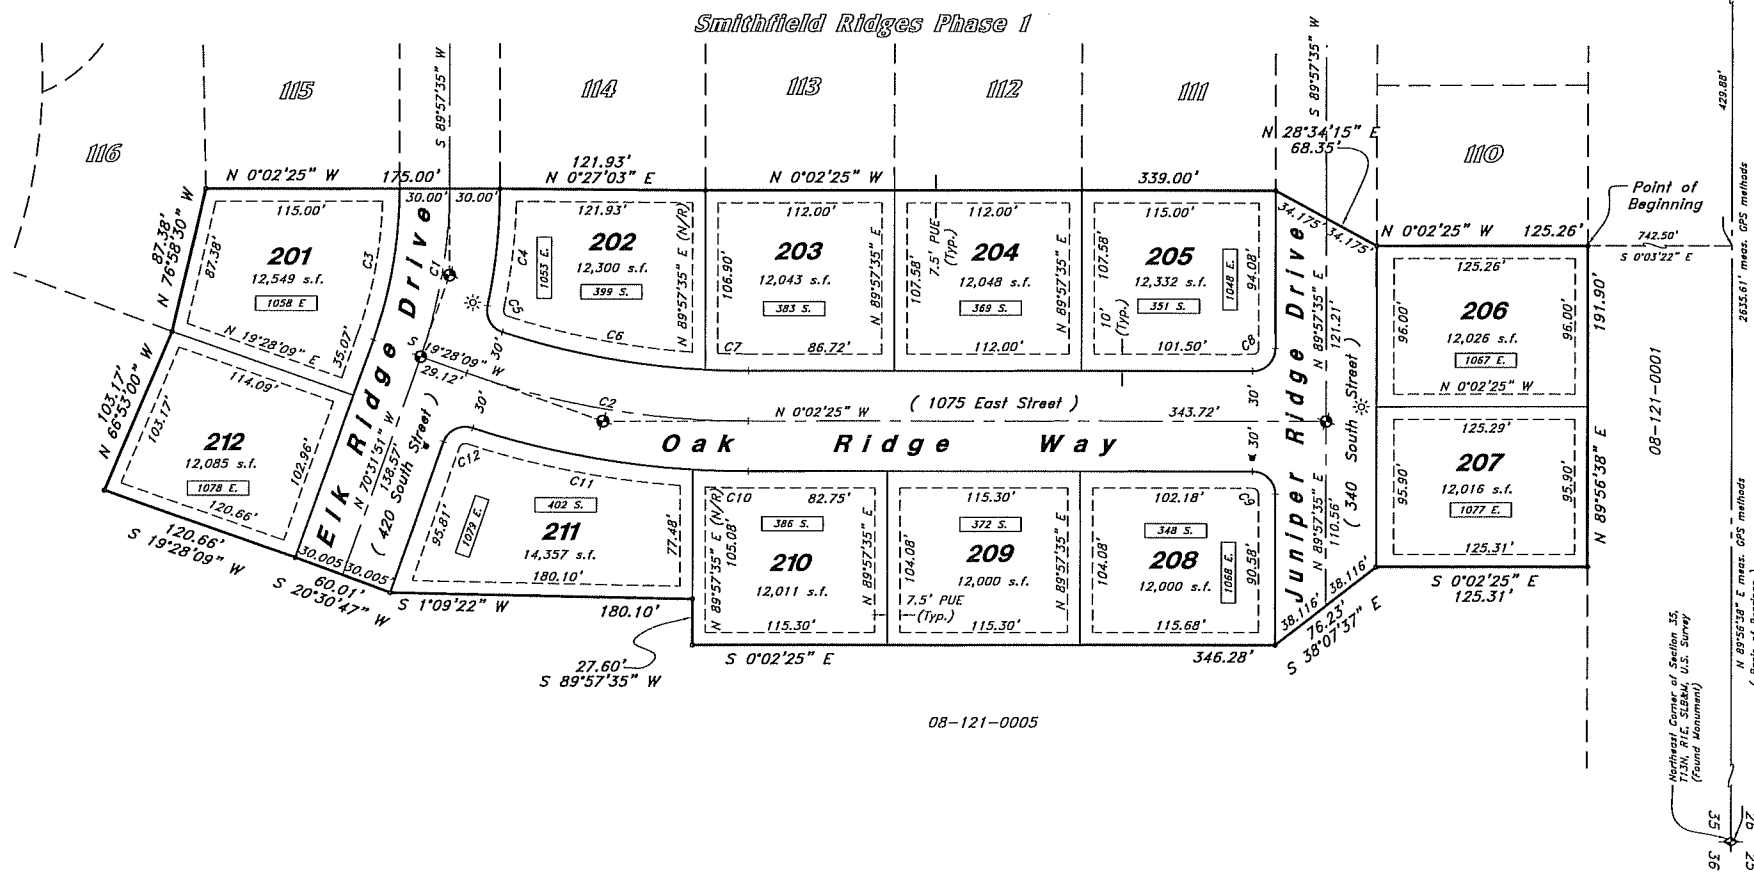 Smithfield Ridges Phase 1
115
114
113
112
111
110
116
S 89°57'35" W
S 89°57'35" W
429.88'
2635.61' meas. GPS methods
N 28°34'15" E
68.35'
Point of
Beginning
742.50'
S 0°03'22" E
N 0°02'25" W
175.00'
121.93'
N 0°27'03" E
N 0°02'25" W
339.00'
34.175'
34.175'
N 0°02'25" W
125.26'
87.38'
N 76°58'30" W
115.00'
201
12,549 s.f.
1058 E
87.38'
C3
N 19°28'09" E
35.07'
30.00'
30.00'
C1
121.93'
202
12,300 s.f.
399 S.
1053 E.
C4
C5
C6
N 89°57'35" E (N/R)
112.00'
203
12,043 s.f.
383 S.
106.90'
N 89°57'35" E
C7
86.72'
7.5' PUE
(Typ.)
112.00'
204
12,048 s.f.
369 S.
107.58'
N 89°57'35" E
112.00'
115.00'
205
12,332 s.f.
351 S.
1048 E.
107.58'
94.08'
10'
(Typ.)
101.50'
C8
125.26'
206
12,026 s.f.
1067 E.
96.00'
96.00'
N 0°02'25" W
191.90'
08-121-0001
S 19°28'09" W
29.12'
30'
30'
C2
N 0°02'25" W
( 1075 East Street )
343.72'
Oak Ridge Way
30'
30'
Elk Ridge Drive
N 70°31'51" W
138.57'
( 420 South Street )
Juniper Ridge Drive
N 89°57'35" E
121.21'
N 89°57'35" E
110.56'
( 340 South Street )
103.17'
N 66°53'00" W
114.09'
212
12,085 s.f.
1078 E.
103.17'
102.96'
120.66'
120.66'
S 19°28'09" W
30.005'
30.005'
60.01'
S 20°30'47" W
C12
C11
402 S.
211
14,357 s.f.
1079 E.
95.81'
77.48'
180.10'
S 1°09'22" W
180.10'
27.60'
S 89°57'35" W
C10
82.75'
386 S.
210
12,011 s.f.
N 89°57'35" E (N/R)
105.08'
N 89°57'35" E
115.30'
S 0°02'25" E
115.30'
372 S.
209
12,000 s.f.
104.08'
N 89°57'35" E
7.5' PUE
(Typ.)
115.30'
102.18'
C9
348 S.
208
12,000 s.f.
1068 E.
104.08'
90.58'
115.68'
346.28'
38.116'
38.116'
76.23'
S 38°07'37" E
125.29'
207
12,016 s.f.
1077 E.
95.90'
95.90'
125.31'
S 0°02'25" E
125.31'
N 89°56'38" E
N 89°56'38" E meas. GPS methods
08-121-0005
Northeast Corner of Section 35,
T13N, R1E, SLB&M, U.S. Survey
(Found Monument)
26
25
35
36